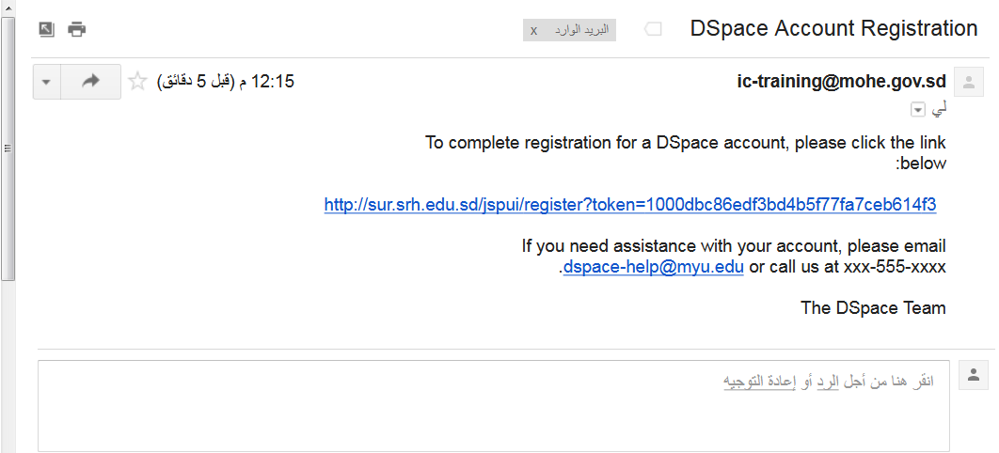 DSpace Account Registration
البريد الوارد x
ic-training@mohe.gov.sd
12:15 م (قبل 5 دقائق)
لي
To complete registration for a DSpace account, please click the link
below:
http://sur.srh.edu.sd/jspui/register?token=1000dbc86edf3bd4b5f77fa7ceb614f3
If you need assistance with your account, please email
dspace-help@myu.edu or call us at xxx-555-xxxx.
The DSpace Team
انقر هنا من أجل الرد أو إعادة التوجيه